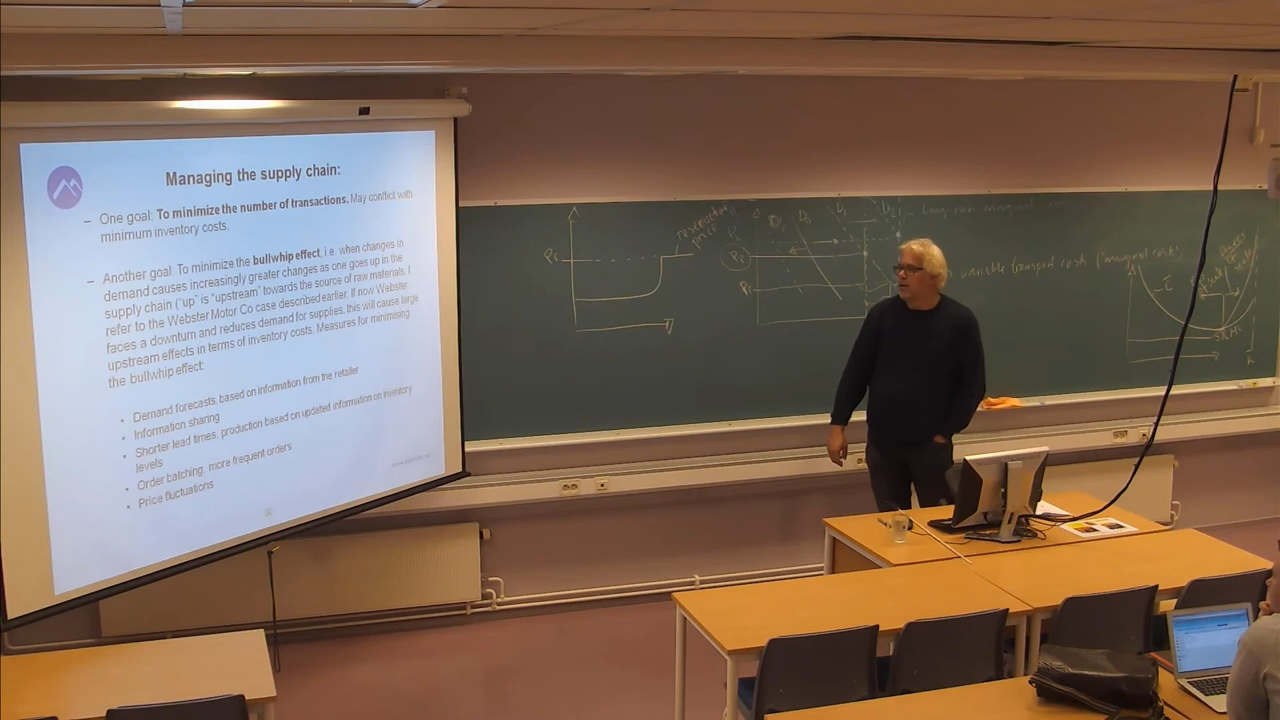 Managing the supply chain:
– One goal: To minimize the number of transactions. May conflict with
minimum inventory costs.
– Another goal: To minimize the bullwhip effect, i.e. when changes in
demand causes increasingly greater changes as one goes up in the
supply chain ("up" is "upstream" towards the source of raw materials. I
refer to the Webster Motor Co case described earlier. If now Webster
faces a downturn and reduces demand for supplies, this will cause large
upstream effects in terms of inventory costs. Measures for minimising
the bullwhip effect:
• Demand forecasts, based on information from the retailer
• Information sharing
• Shorter lead times, production based on updated information on inventory
levels
• Order batching, more frequent orders
• Price fluctuations
reservation
price
variable transport cost ("marginal cost")